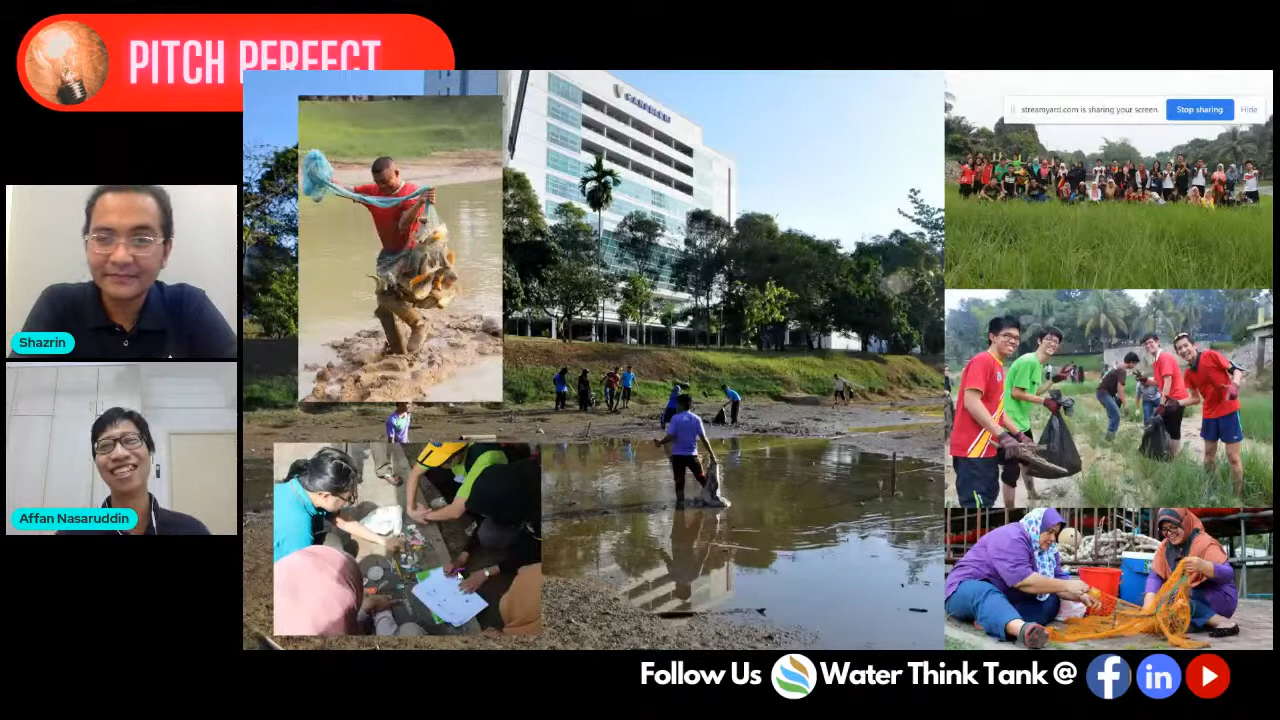 PITCH PERFECT
streamyard.com is sharing your screen.
Stop sharing
Hide
Shazrin
Affan Nasaruddin
Follow Us Water Think Tank @
f
in